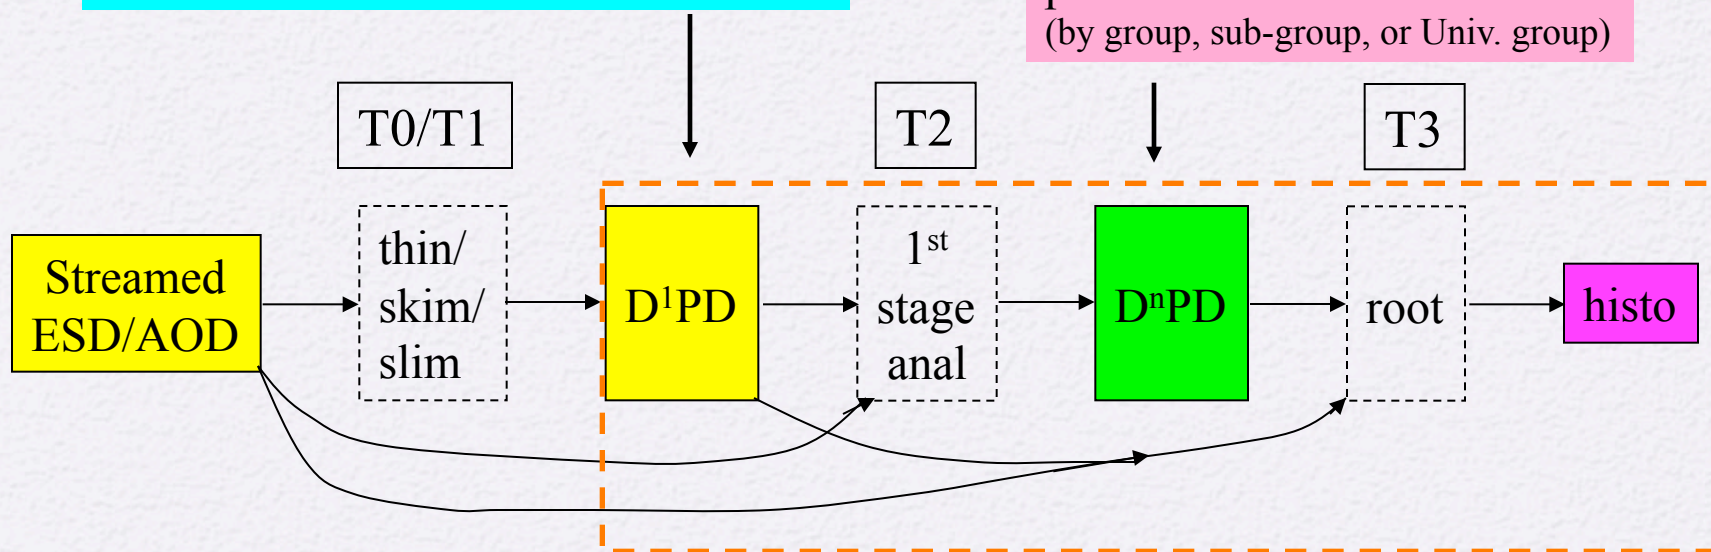 (by group, sub-group, or Univ. group)
T0/T1
T2
T3
Streamed
ESD/AOD
thin/
skim/
slim
D¹PD
1ˢᵗ
stage
anal
DⁿPD
root
histo